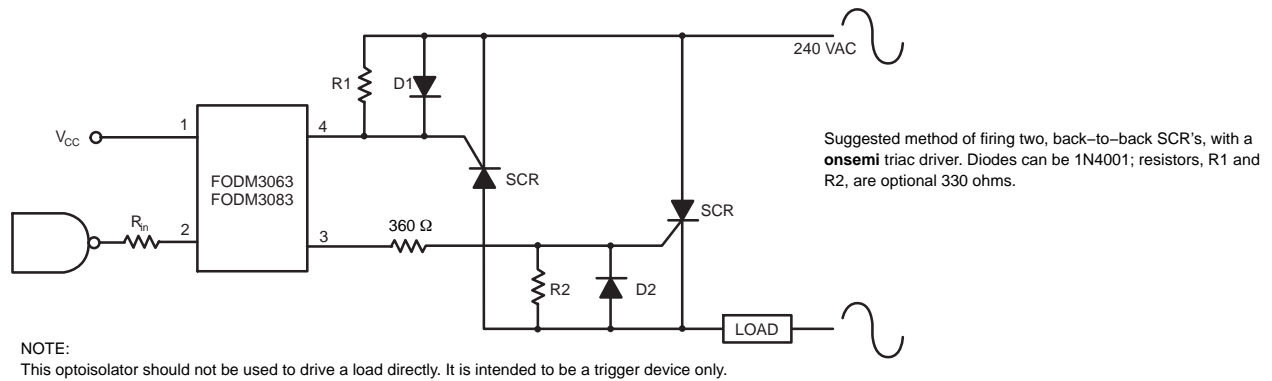 240 VAC
R1
D1
V_CC
1
4
FODM3063
FODM3083
SCR
Suggested method of firing two, back−to−back SCR's, with a
onsemi triac driver. Diodes can be 1N4001; resistors, R1 and
R2, are optional 330 ohms.
SCR
R_in
2
3
360 Ω
R2
D2
LOAD
NOTE:
This optoisolator should not be used to drive a load directly. It is intended to be a trigger device only.